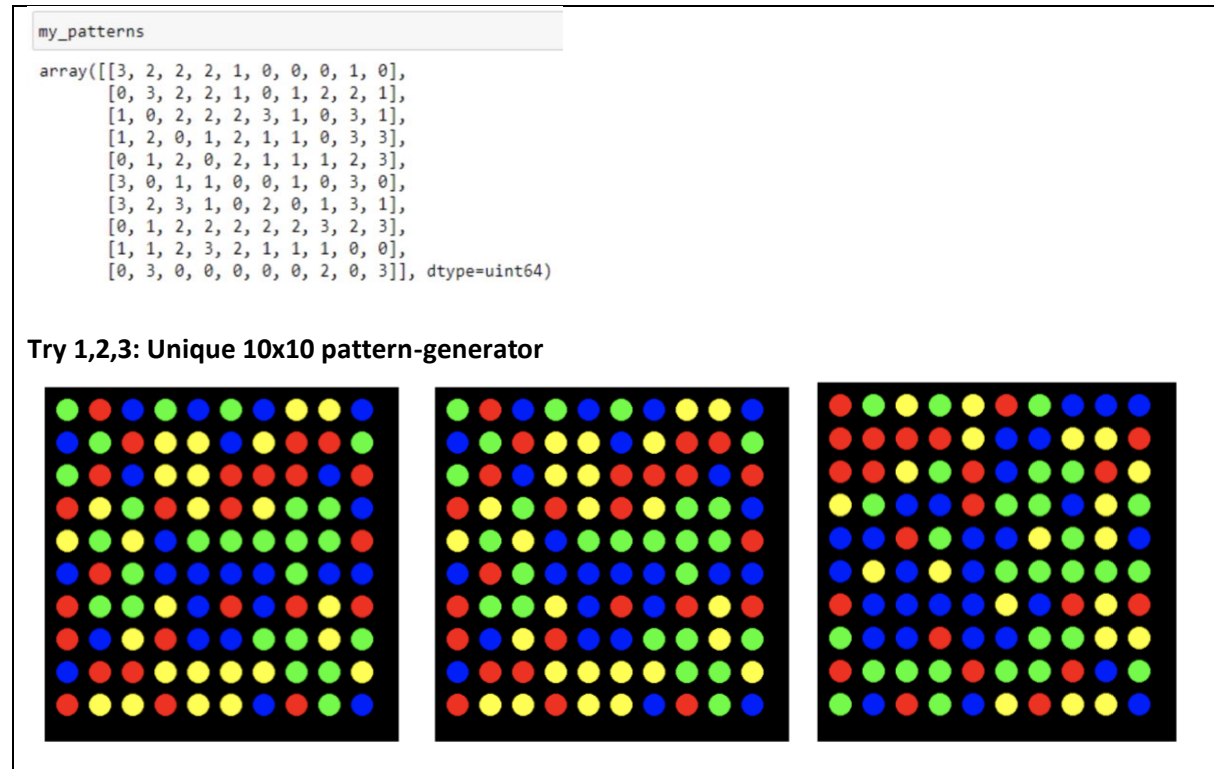 my_patterns
array([[3, 2, 2, 2, 1, 0, 0, 0, 1, 0],
[0, 3, 2, 2, 1, 0, 1, 2, 2, 1],
[1, 0, 2, 2, 2, 3, 1, 0, 3, 1],
[1, 2, 0, 1, 2, 1, 1, 0, 3, 3],
[0, 1, 2, 0, 2, 1, 1, 1, 2, 3],
[3, 0, 1, 1, 0, 0, 1, 0, 3, 0],
[3, 2, 3, 1, 0, 2, 0, 1, 3, 1],
[0, 1, 2, 2, 2, 2, 2, 3, 2, 3],
[1, 1, 2, 3, 2, 1, 1, 1, 0, 0],
[0, 3, 0, 0, 0, 0, 0, 2, 0, 3]], dtype=uint64)
Try 1,2,3: Unique 10x10 pattern-generator